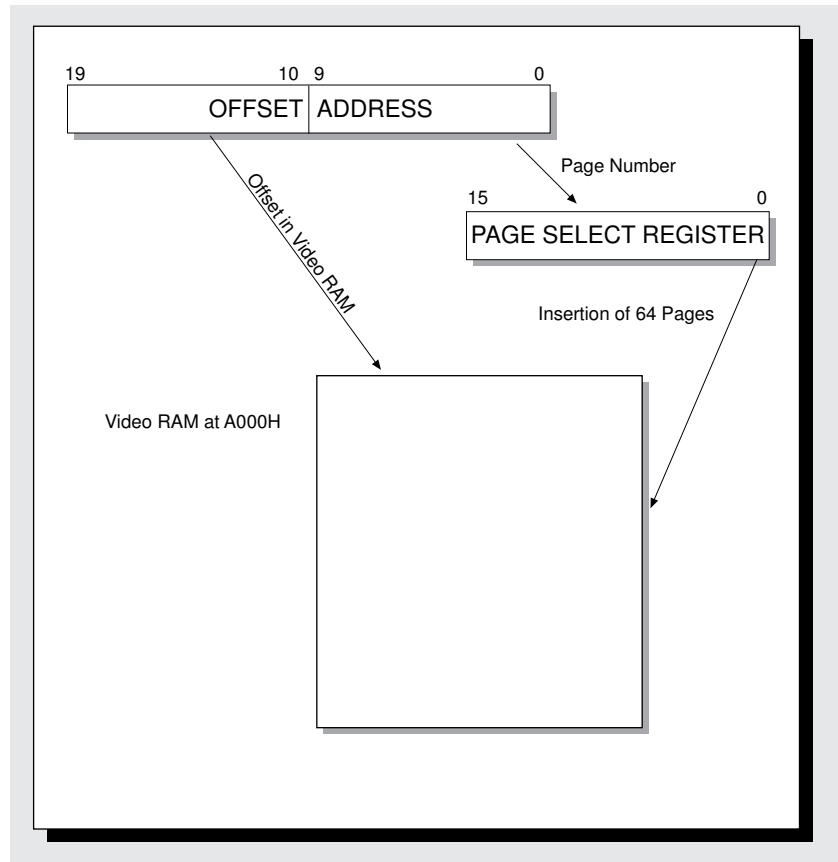 19 10 9 0
OFFSET ADDRESS
Page Number
Offset in Video RAM
15 0
PAGE SELECT REGISTER
Insertion of 64 Pages
Video RAM at A000H